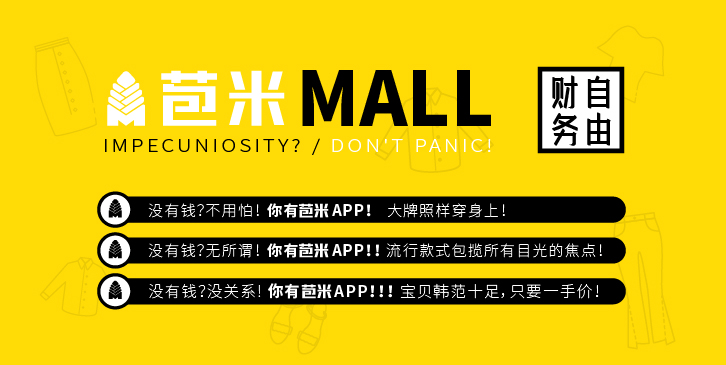 芭米 MALL
IMPECUNIOSITY? / DON'T PANIC!
财务自由
没有钱?不用怕! 你有芭米APP! 大牌照样穿身上!
没有钱?无所谓! 你有芭米APP!! 流行款式包揽所有目光的焦点!
没有钱?没关系! 你有芭米APP!!! 宝贝韩范十足,只要一手价!